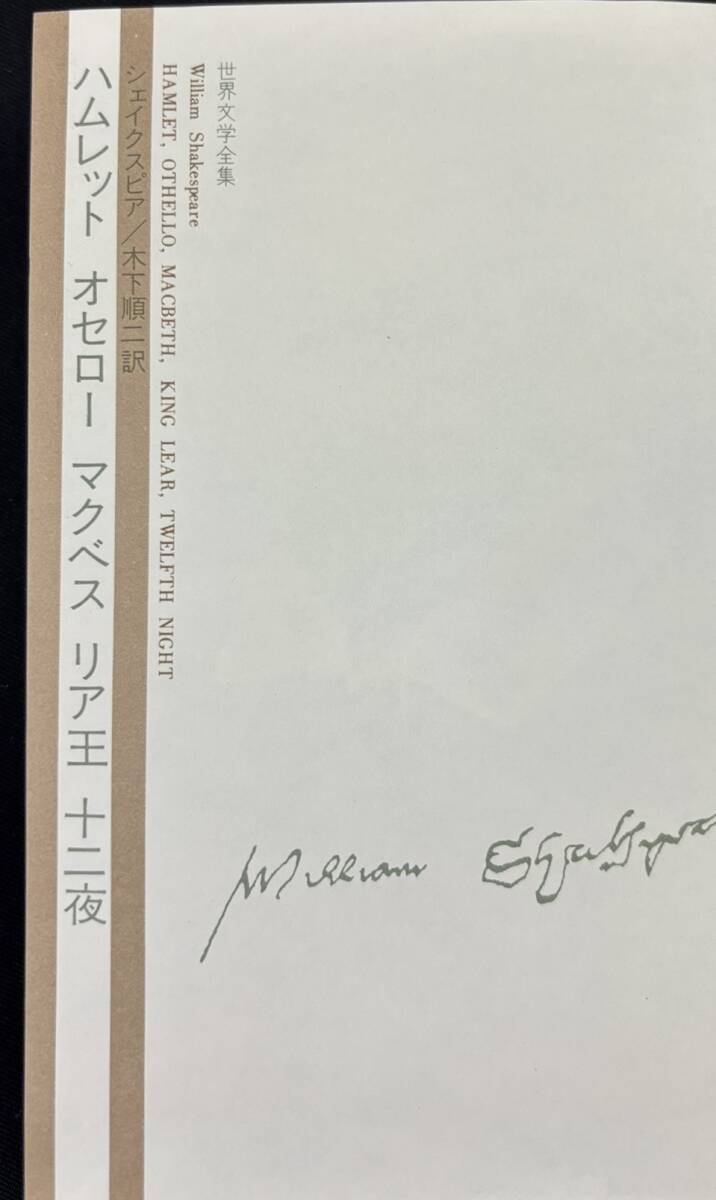 世界文学全集
William Shakespeare
HAMLET, OTHELLO, MACBETH, KING LEAR, TWELFTH NIGHT
シェイクスピア／木下順二訳
ハムレット オセロー マクベス リア王 十二夜
William